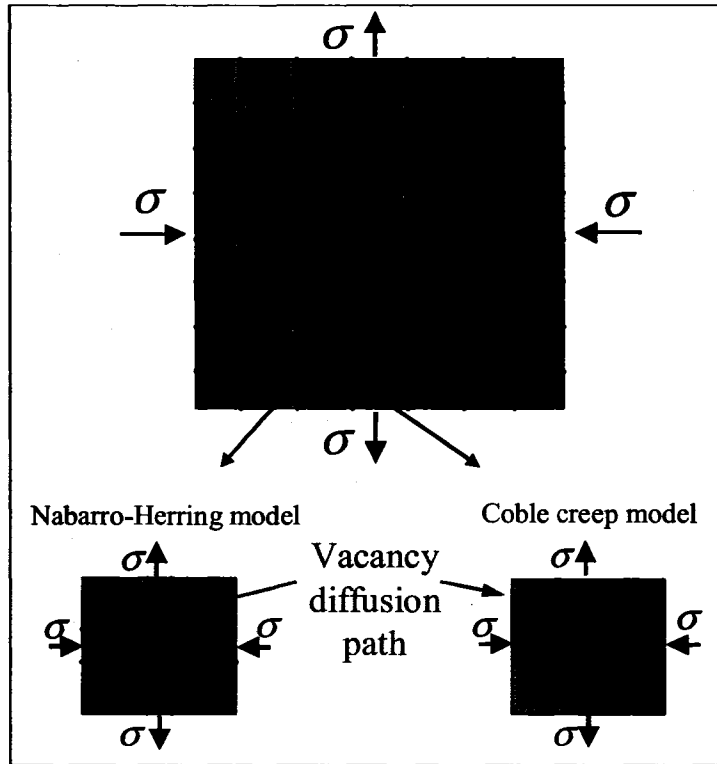 σ
σ
σ
σ
Nabarro-Herring model
Coble creep model
σ
σ
Vacancy
diffusion
path
σ
σ
σ
σ
σ
σ